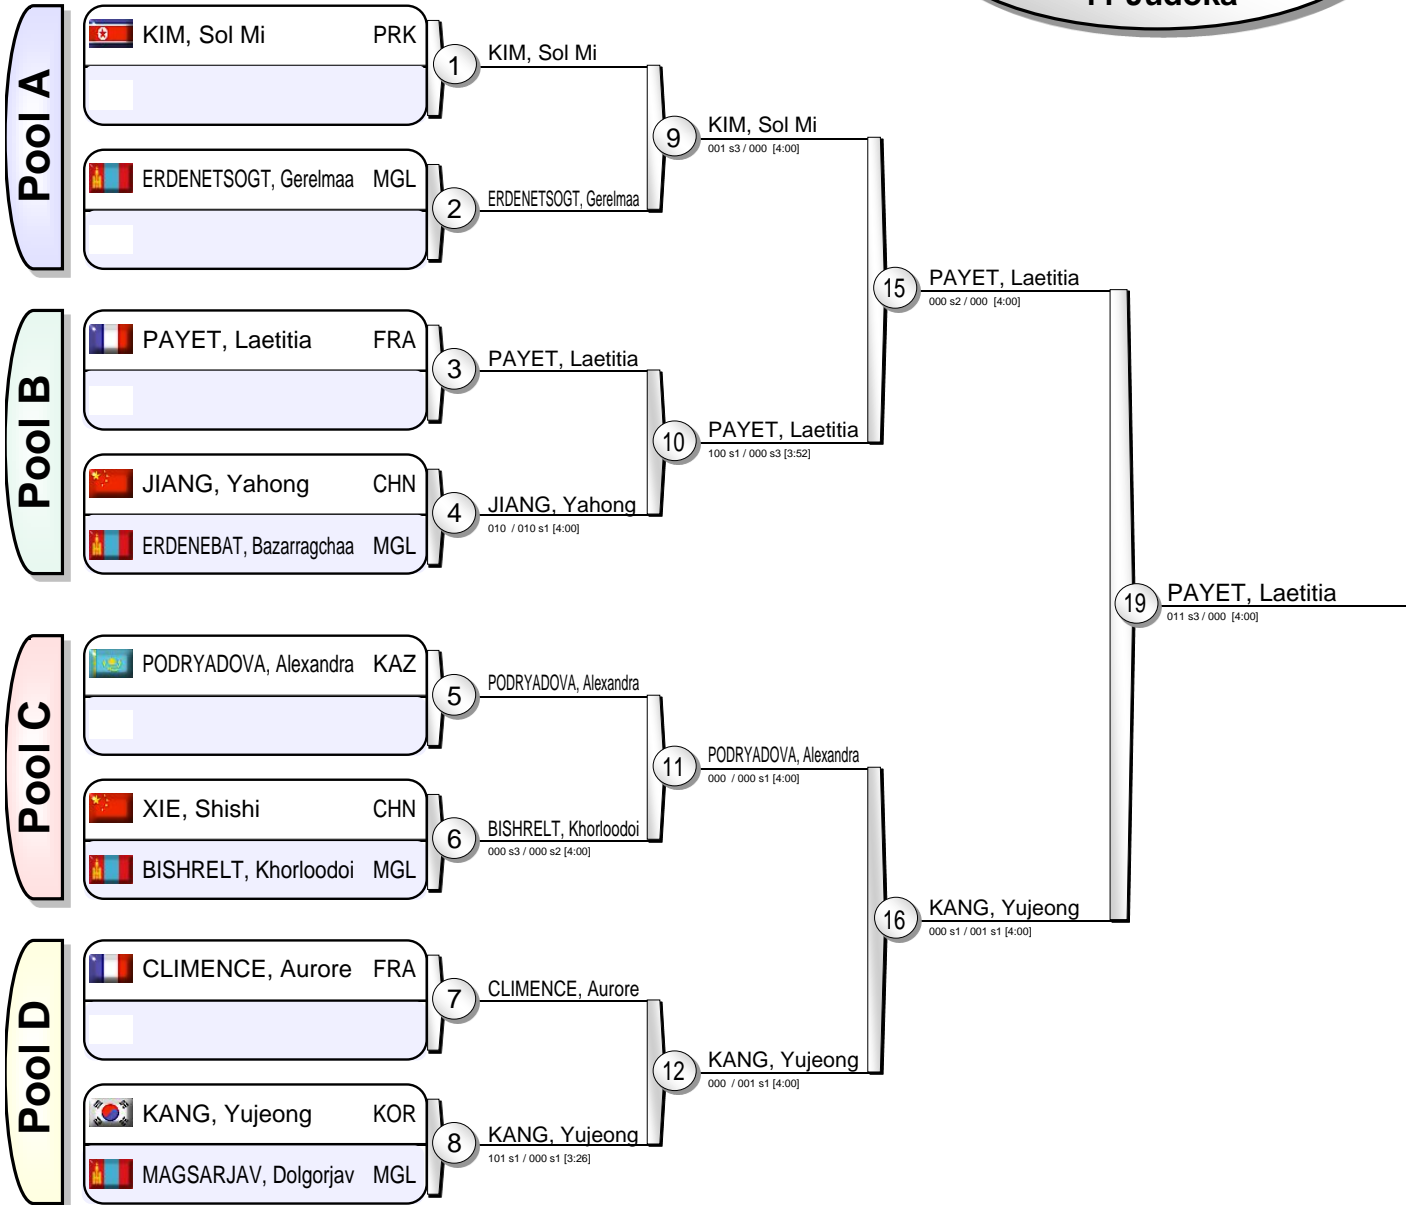 11 Judoka
Pool A
KIM, Sol Mi PRK
1
KIM, Sol Mi
ERDENETSOGT, Gerelmaa MGL
2
ERDENETSOGT, Gerelmaa
9
KIM, Sol Mi
001 s3 / 000 [4:00]
Pool B
PAYET, Laetitia FRA
3
PAYET, Laetitia
JIANG, Yahong CHN
ERDENEBAT, Bazarragchaa MGL
4
JIANG, Yahong
010 / 010 s1 [4:00]
10
PAYET, Laetitia
100 s1 / 000 s3 [3:52]
15
PAYET, Laetitia
000 s2 / 000 [4:00]
Pool C
PODRYADOVA, Alexandra KAZ
5
PODRYADOVA, Alexandra
XIE, Shishi CHN
BISHRELT, Khorloodoi MGL
6
BISHRELT, Khorloodoi
000 s3 / 000 s2 [4:00]
11
PODRYADOVA, Alexandra
000 / 000 s1 [4:00]
Pool D
CLIMENCE, Aurore FRA
7
CLIMENCE, Aurore
KANG, Yujeong KOR
MAGSARJAV, Dolgorjav MGL
8
KANG, Yujeong
101 s1 / 000 s1 [3:26]
12
KANG, Yujeong
000 / 001 s1 [4:00]
16
KANG, Yujeong
000 s1 / 001 s1 [4:00]
19
PAYET, Laetitia
011 s3 / 000 [4:00]